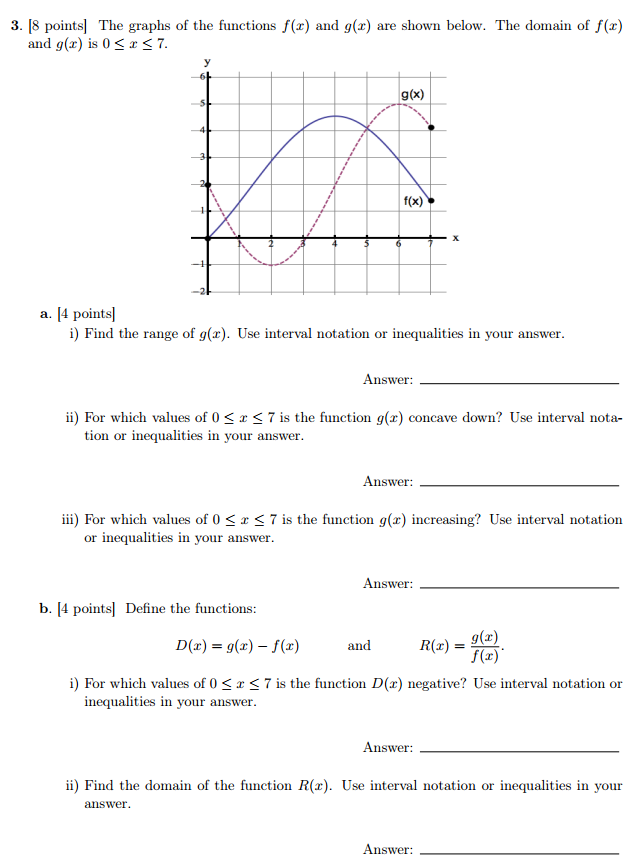 3. [8 points] The graphs of the functions f(x) and g(x) are shown below. The domain of f(x)
and g(x) is 0 ≤ x ≤ 7.
y
6
5
g(x)
4
3
2
f(x)
1
x
1 2 3 4 5 6 7
−1
−2
a. [4 points]
i) Find the range of g(x). Use interval notation or inequalities in your answer.
Answer:
ii) For which values of 0 ≤ x ≤ 7 is the function g(x) concave down? Use interval nota-
tion or inequalities in your answer.
Answer:
iii) For which values of 0 ≤ x ≤ 7 is the function g(x) increasing? Use interval notation
or inequalities in your answer.
Answer:
b. [4 points] Define the functions:
D(x) = g(x) − f(x) and R(x) = g(x)/f(x).
i) For which values of 0 ≤ x ≤ 7 is the function D(x) negative? Use interval notation or
inequalities in your answer.
Answer:
ii) Find the domain of the function R(x). Use interval notation or inequalities in your
answer.
Answer: